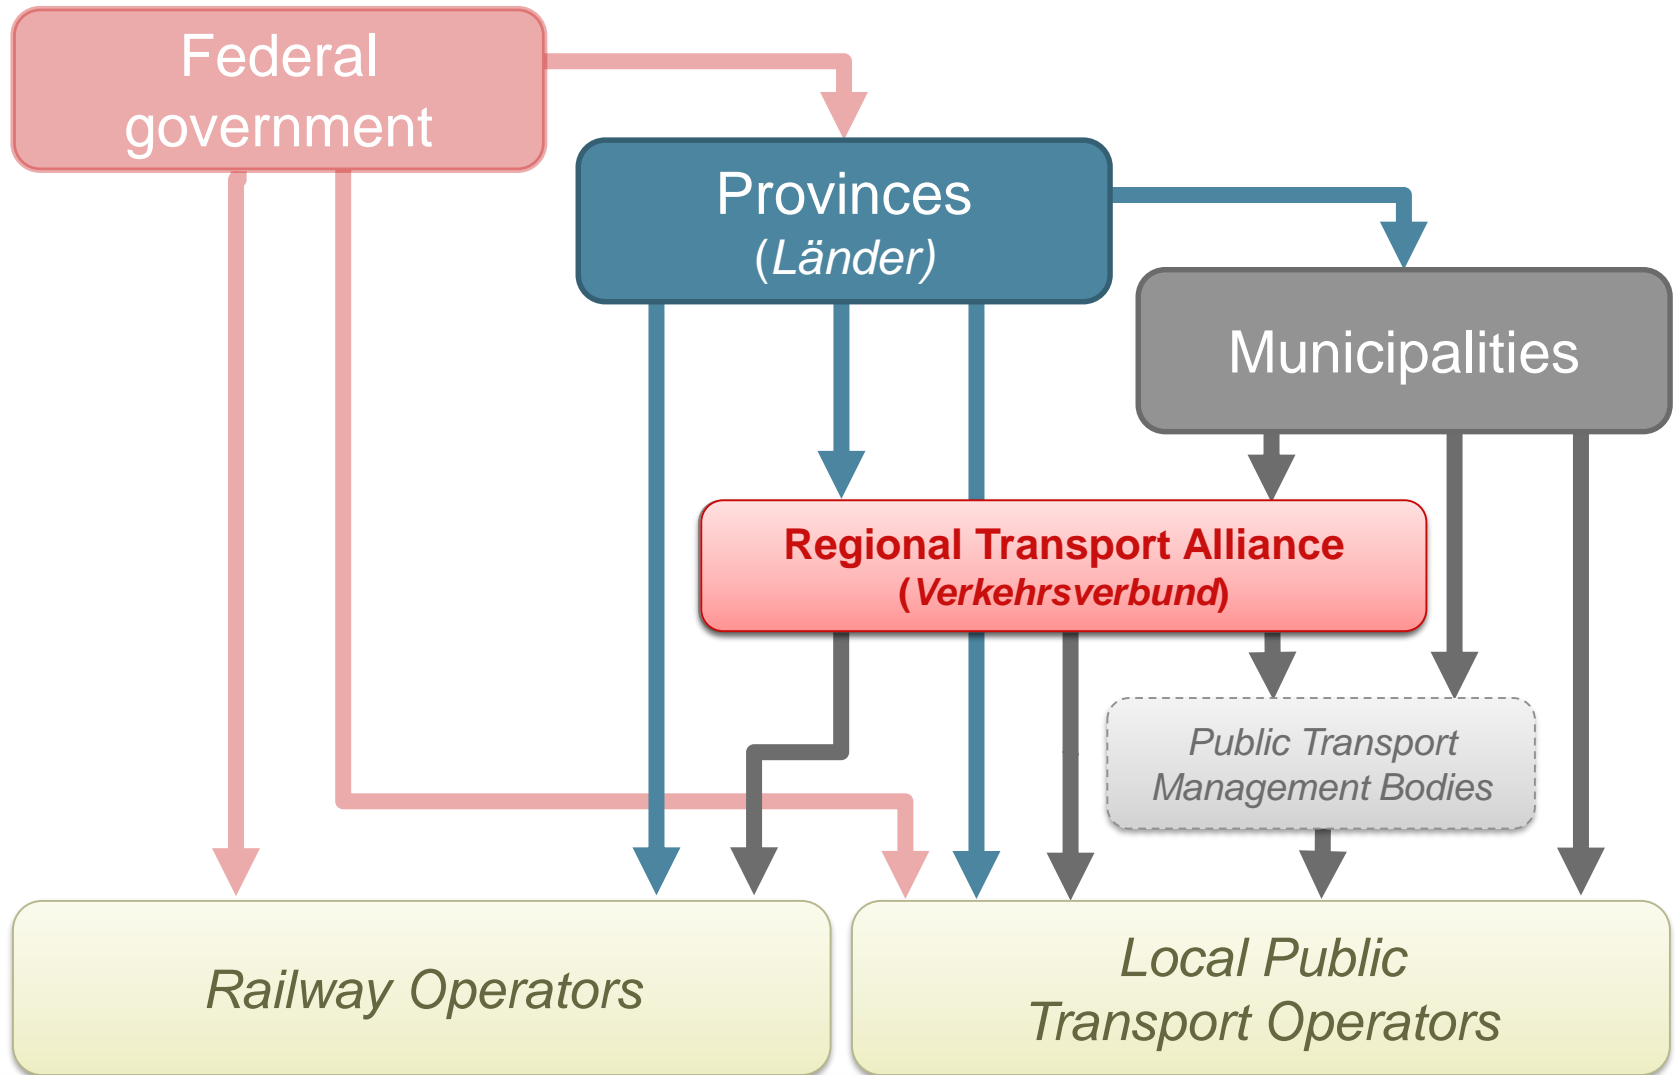 Federal
government
Provinces
(Länder)
Municipalities
Regional Transport Alliance
(Verkehrsverbund)
Public Transport
Management Bodies
Railway Operators
Local Public
Transport Operators